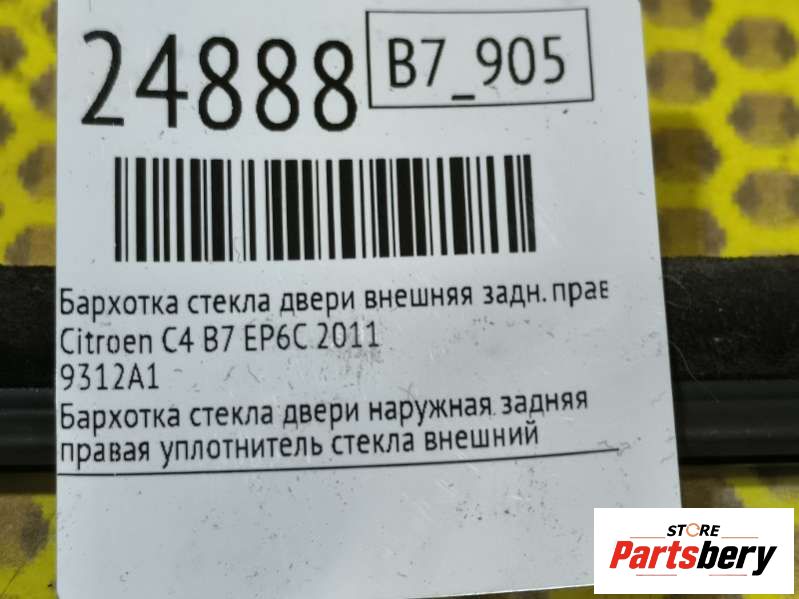 24888
B7_905
Бархотка стекла двери внешняя задн. прав
Citroen C4 B7 EP6C 2011
9312A1
Бархотка стекла двери наружная задняя
правая уплотнитель стекла внешний
STORE
Partsbery